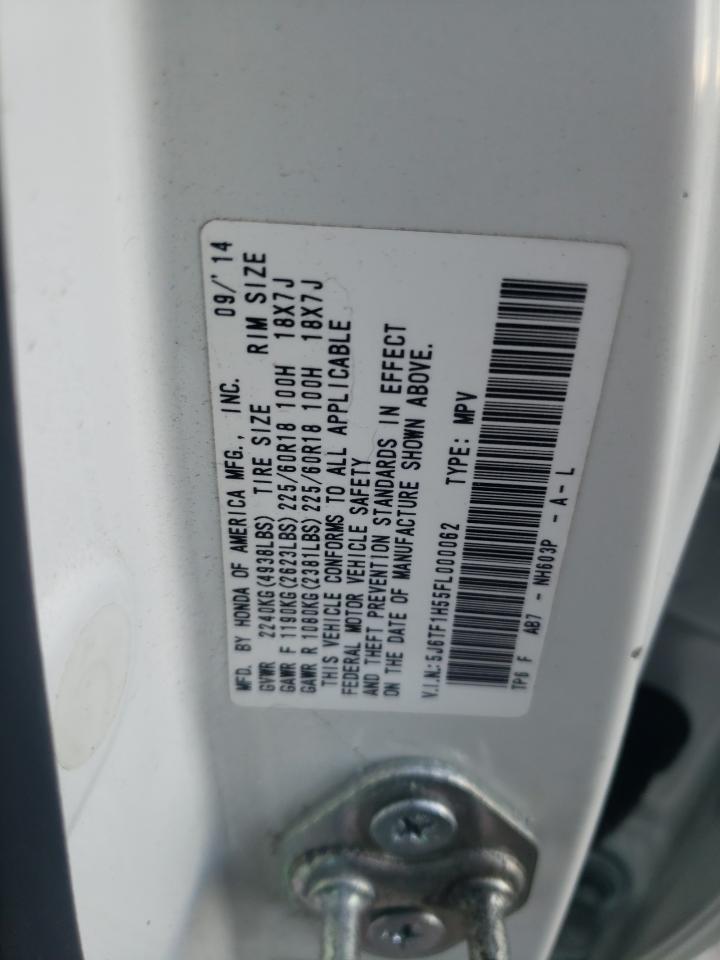 MFD. BY HONDA OF AMERICA MFG., INC. 09/'14
GVWR 2240KG(4938LBS) TIRE SIZE RIM SIZE
GAWR F 1190KG(2623LBS)225/60R18 100H 18X7J
GAWR R 1080KG(2381LBS)225/60R18 100H 18X7J
THIS VEHICLE CONFORMS TO ALL APPLICABLE
FEDERAL MOTOR VEHICLE SAFETY
AND THEFT PREVENTION STANDARDS IN EFFECT
ON THE DATE OF MANUFACTURE SHOWN ABOVE.
V.I.N.:5J6TF1H55FL000062 TYPE: MPV
TP6 F AB7 - NH603P - A - L